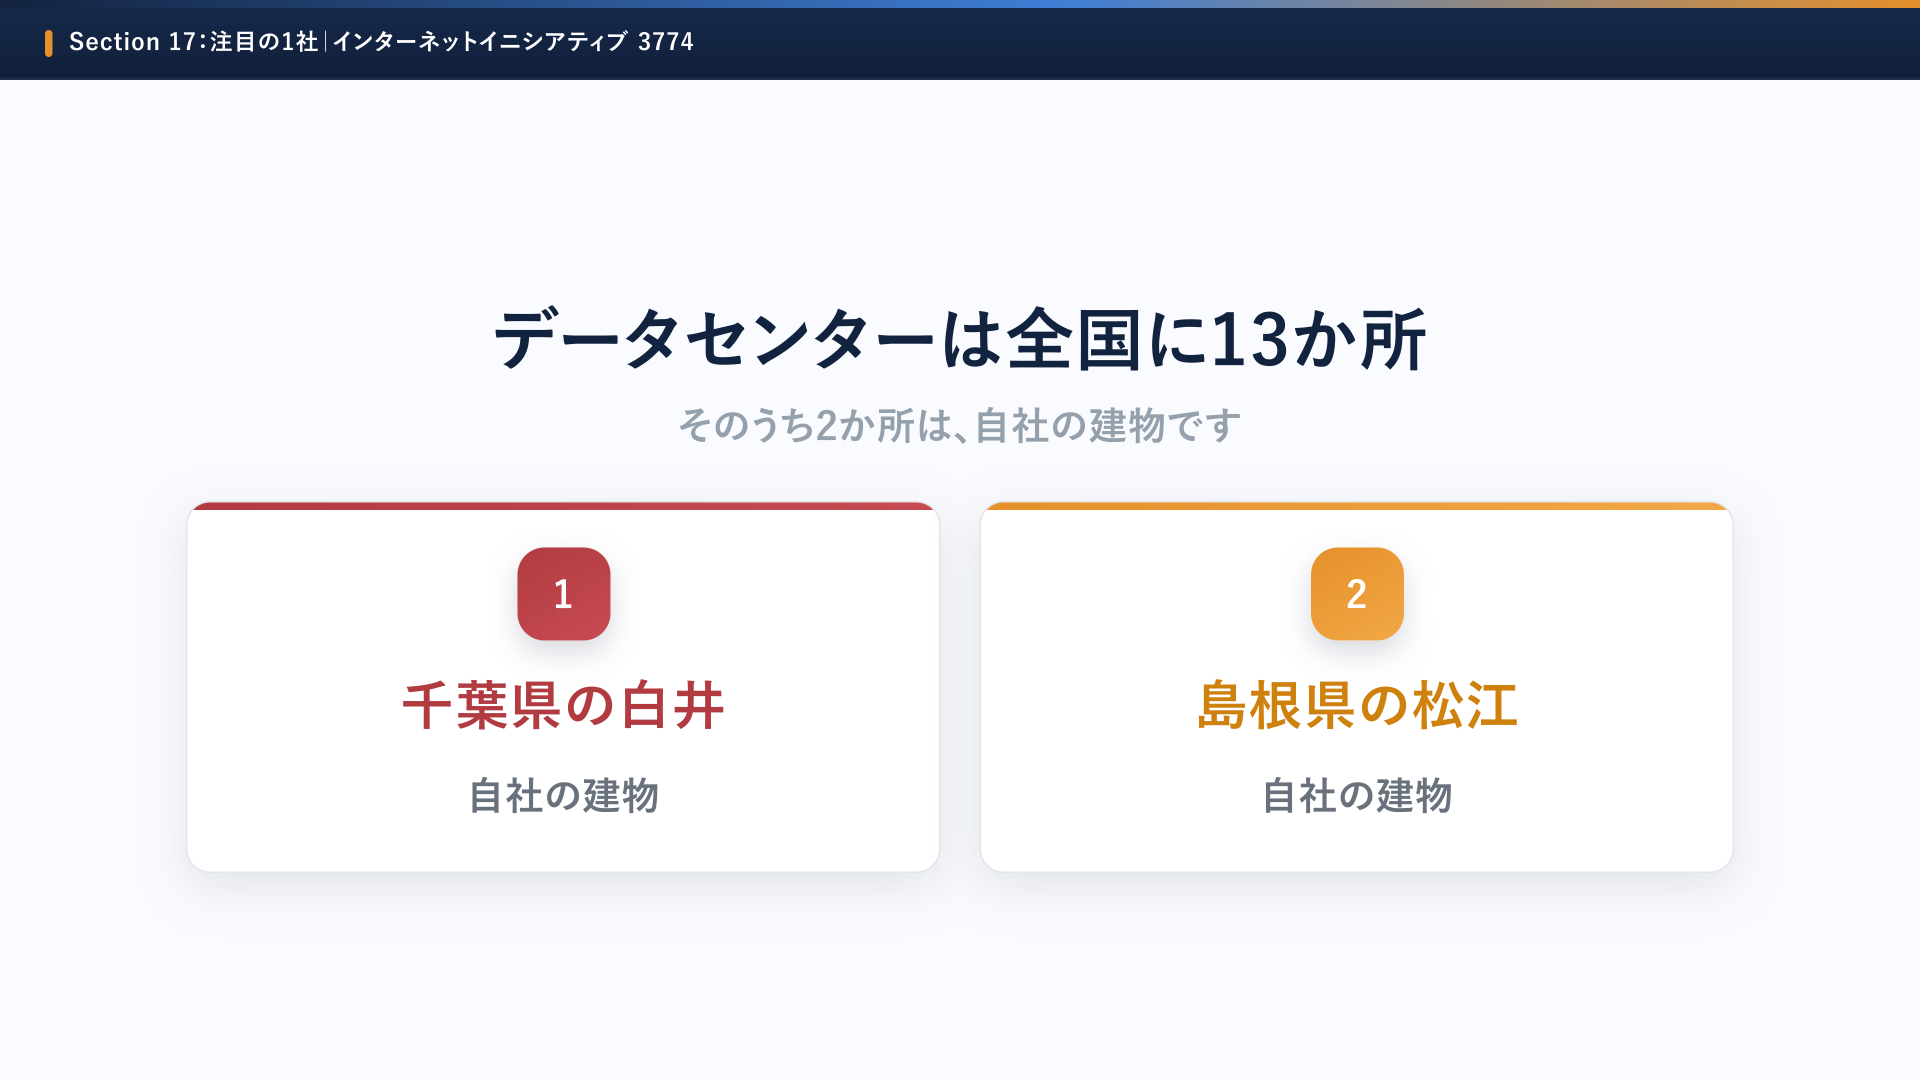 Section 17：注目の1社｜インターネットイニシアティブ 3774
データセンターは全国に13か所
そのうち2か所は、自社の建物です
1
千葉県の白井
自社の建物
2
島根県の松江
自社の建物